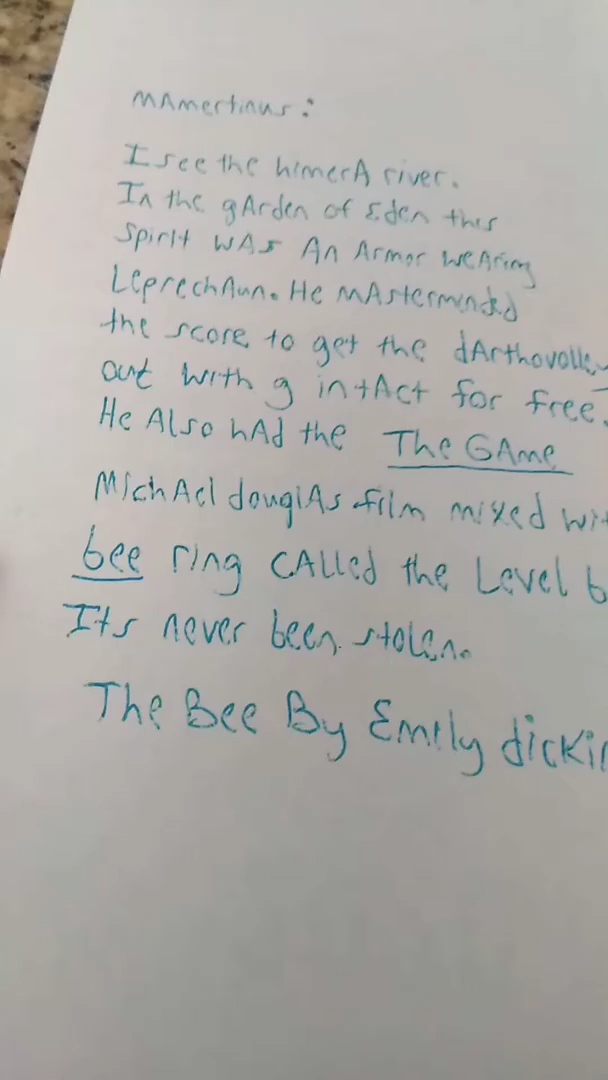 MAmertinus:
I see the himerA river.
In the gArden of Eden this
Spirit WAS An Armor weAring
LeprechAun. He mAsterminded
the score to get the dArthovolley
out with g intAct for free.
He Also hAd the The GAme
MichAel douglAs film mixed
bee ring CAlled the Level
Its never been stolen.
The Bee By Emily